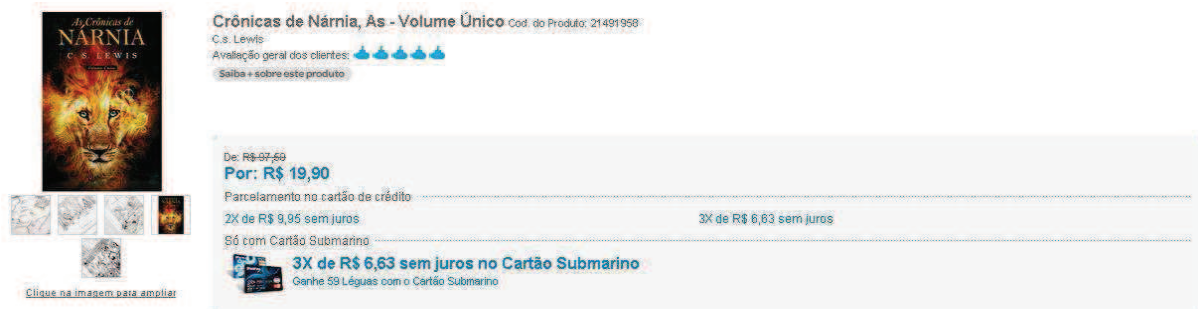 As Crônicas de
NÁRNIA
C. S. LEWIS
Volume Único
Clique na imagem para ampliar
Crônicas de Nárnia, As - Volume Único Cod. do Produto: 21491958
C.s. Lewis
Avaliação geral dos clientes:
Saiba + sobre este produto
De: R$ 97,50
Por: R$ 19,90
Parcelamento no cartão de crédito
2X de R$ 9,95 sem juros
3X de R$ 6,63 sem juros
Só com Cartão Submarino
3X de R$ 6,63 sem juros no Cartão Submarino
Ganhe 59 Léguas com o Cartão Submarino